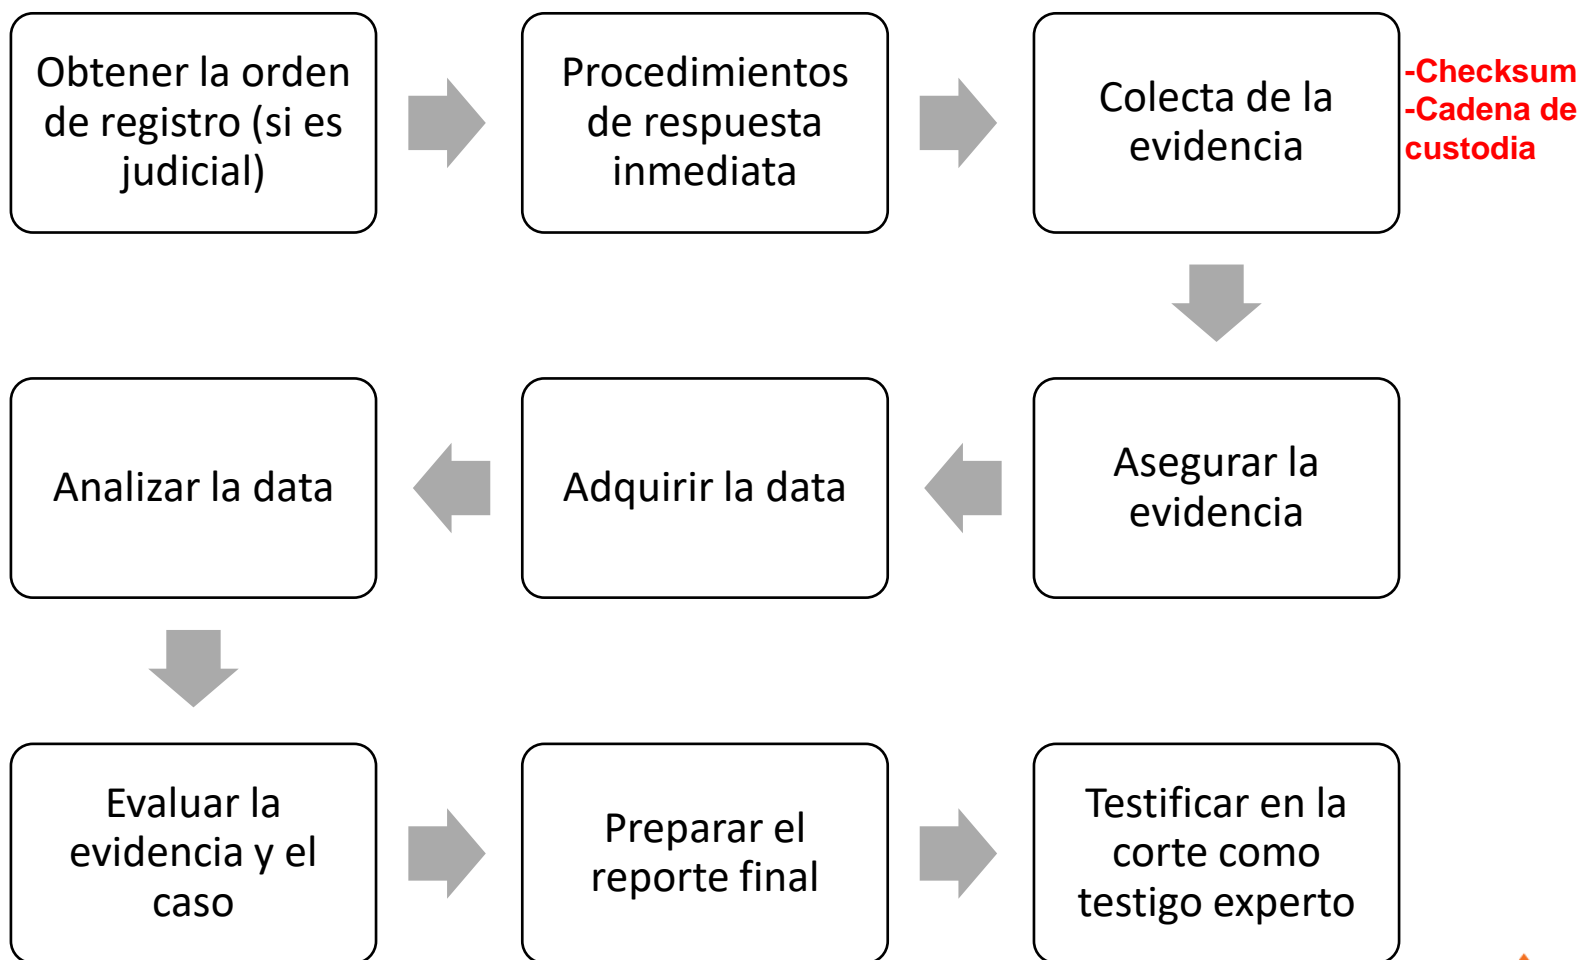 Obtener la orden
de registro (si es
judicial)
Procedimientos
de respuesta
inmediata
Colecta de la
evidencia
-Checksum
-Cadena de
custodia
Asegurar la
evidencia
Adquirir la data
Analizar la data
Evaluar la
evidencia y el
caso
Preparar el
reporte final
Testificar en la
corte como
testigo experto